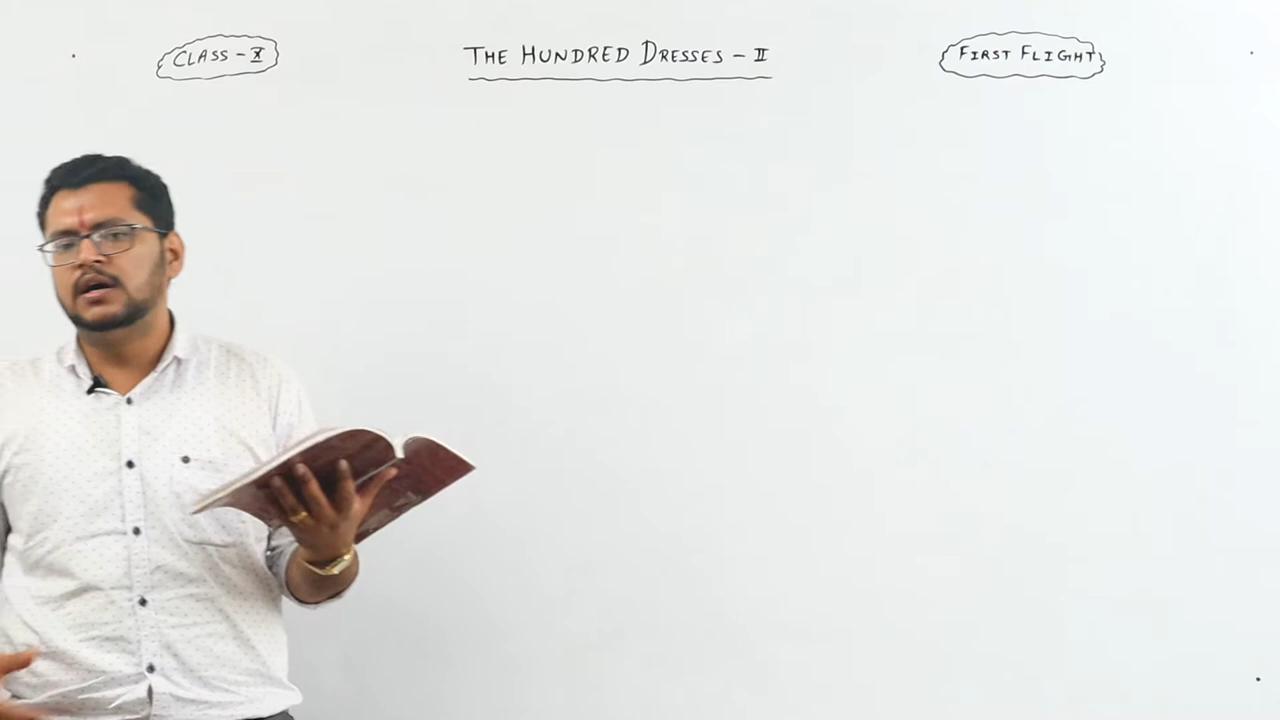 CLASS - X
THE HUNDRED DRESSES - II
FIRST FLIGHT